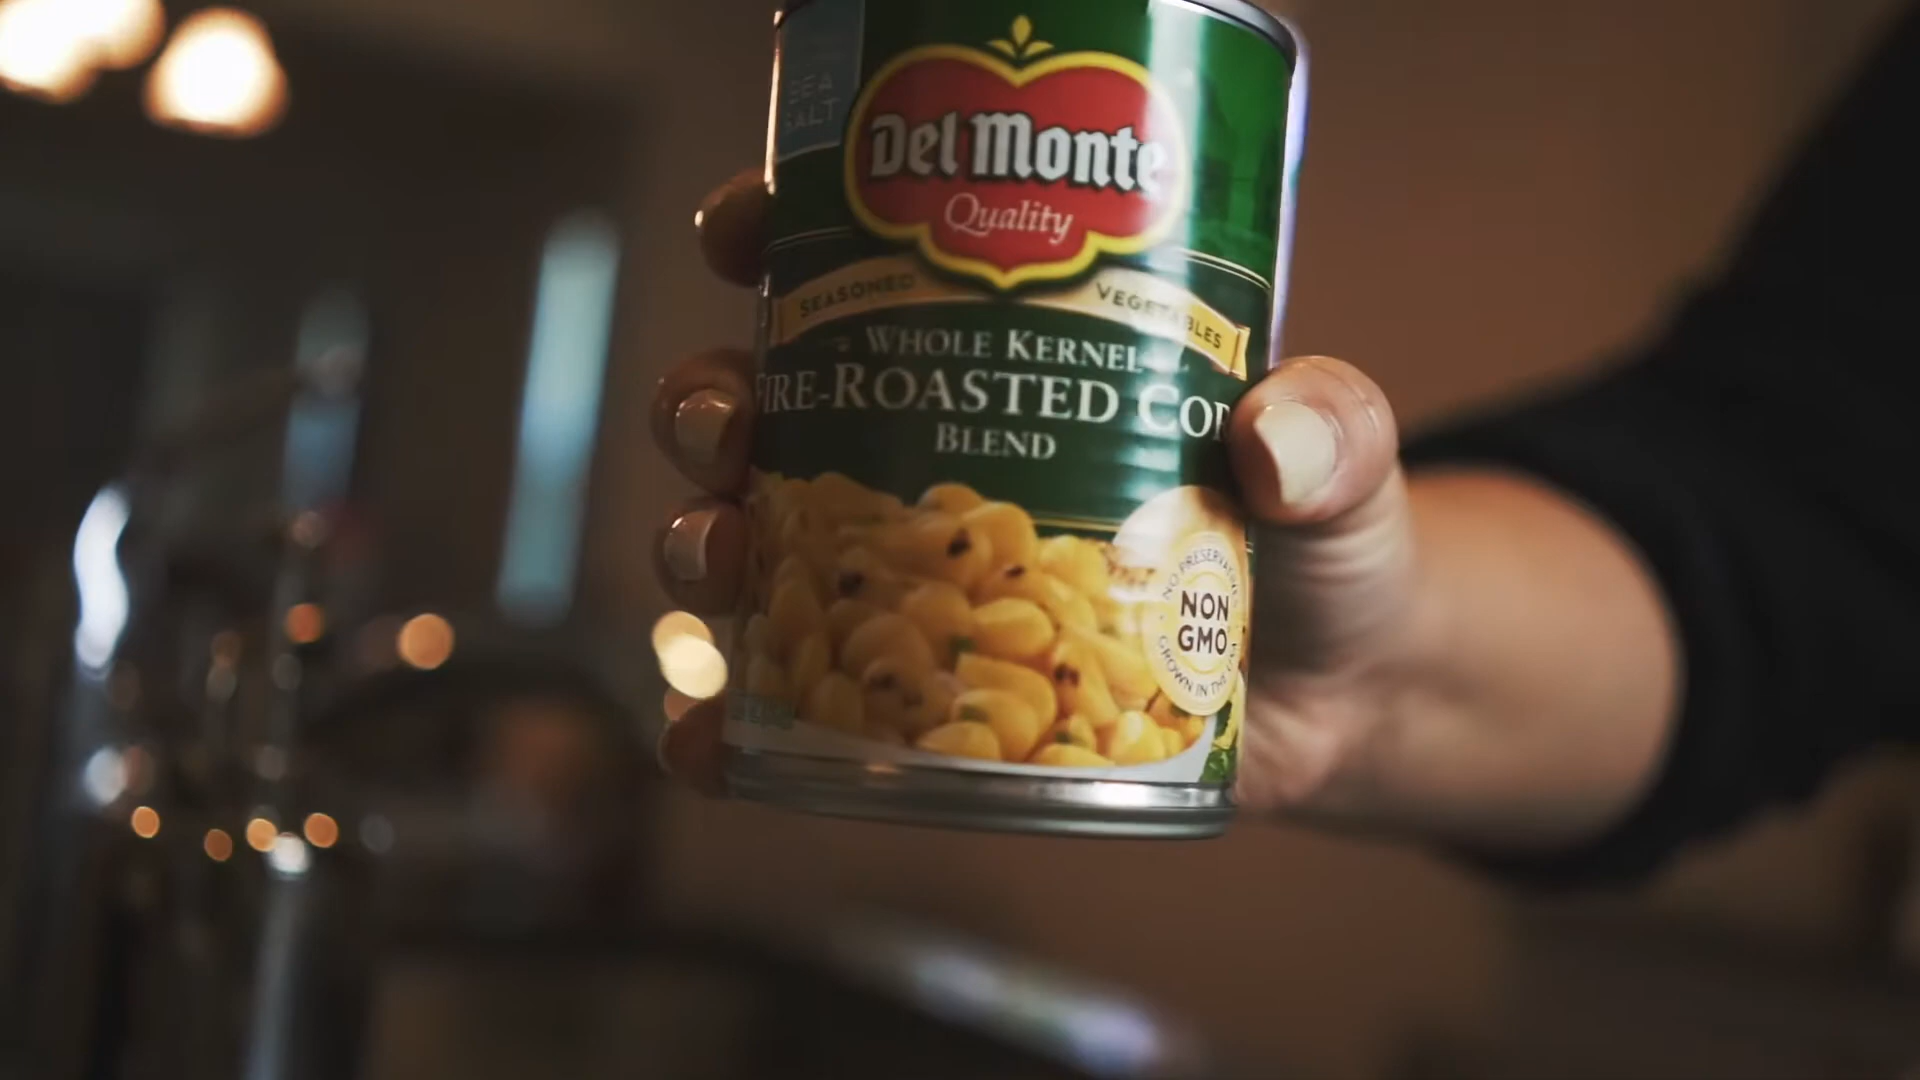 SEA
SALT
Del Monte
Quality
SEASONED VEGETABLES
WHOLE KERNEL
FIRE-ROASTED COR
BLEND
NO PRESERVATIVES
NON
GMO
GROWN IN THE USA